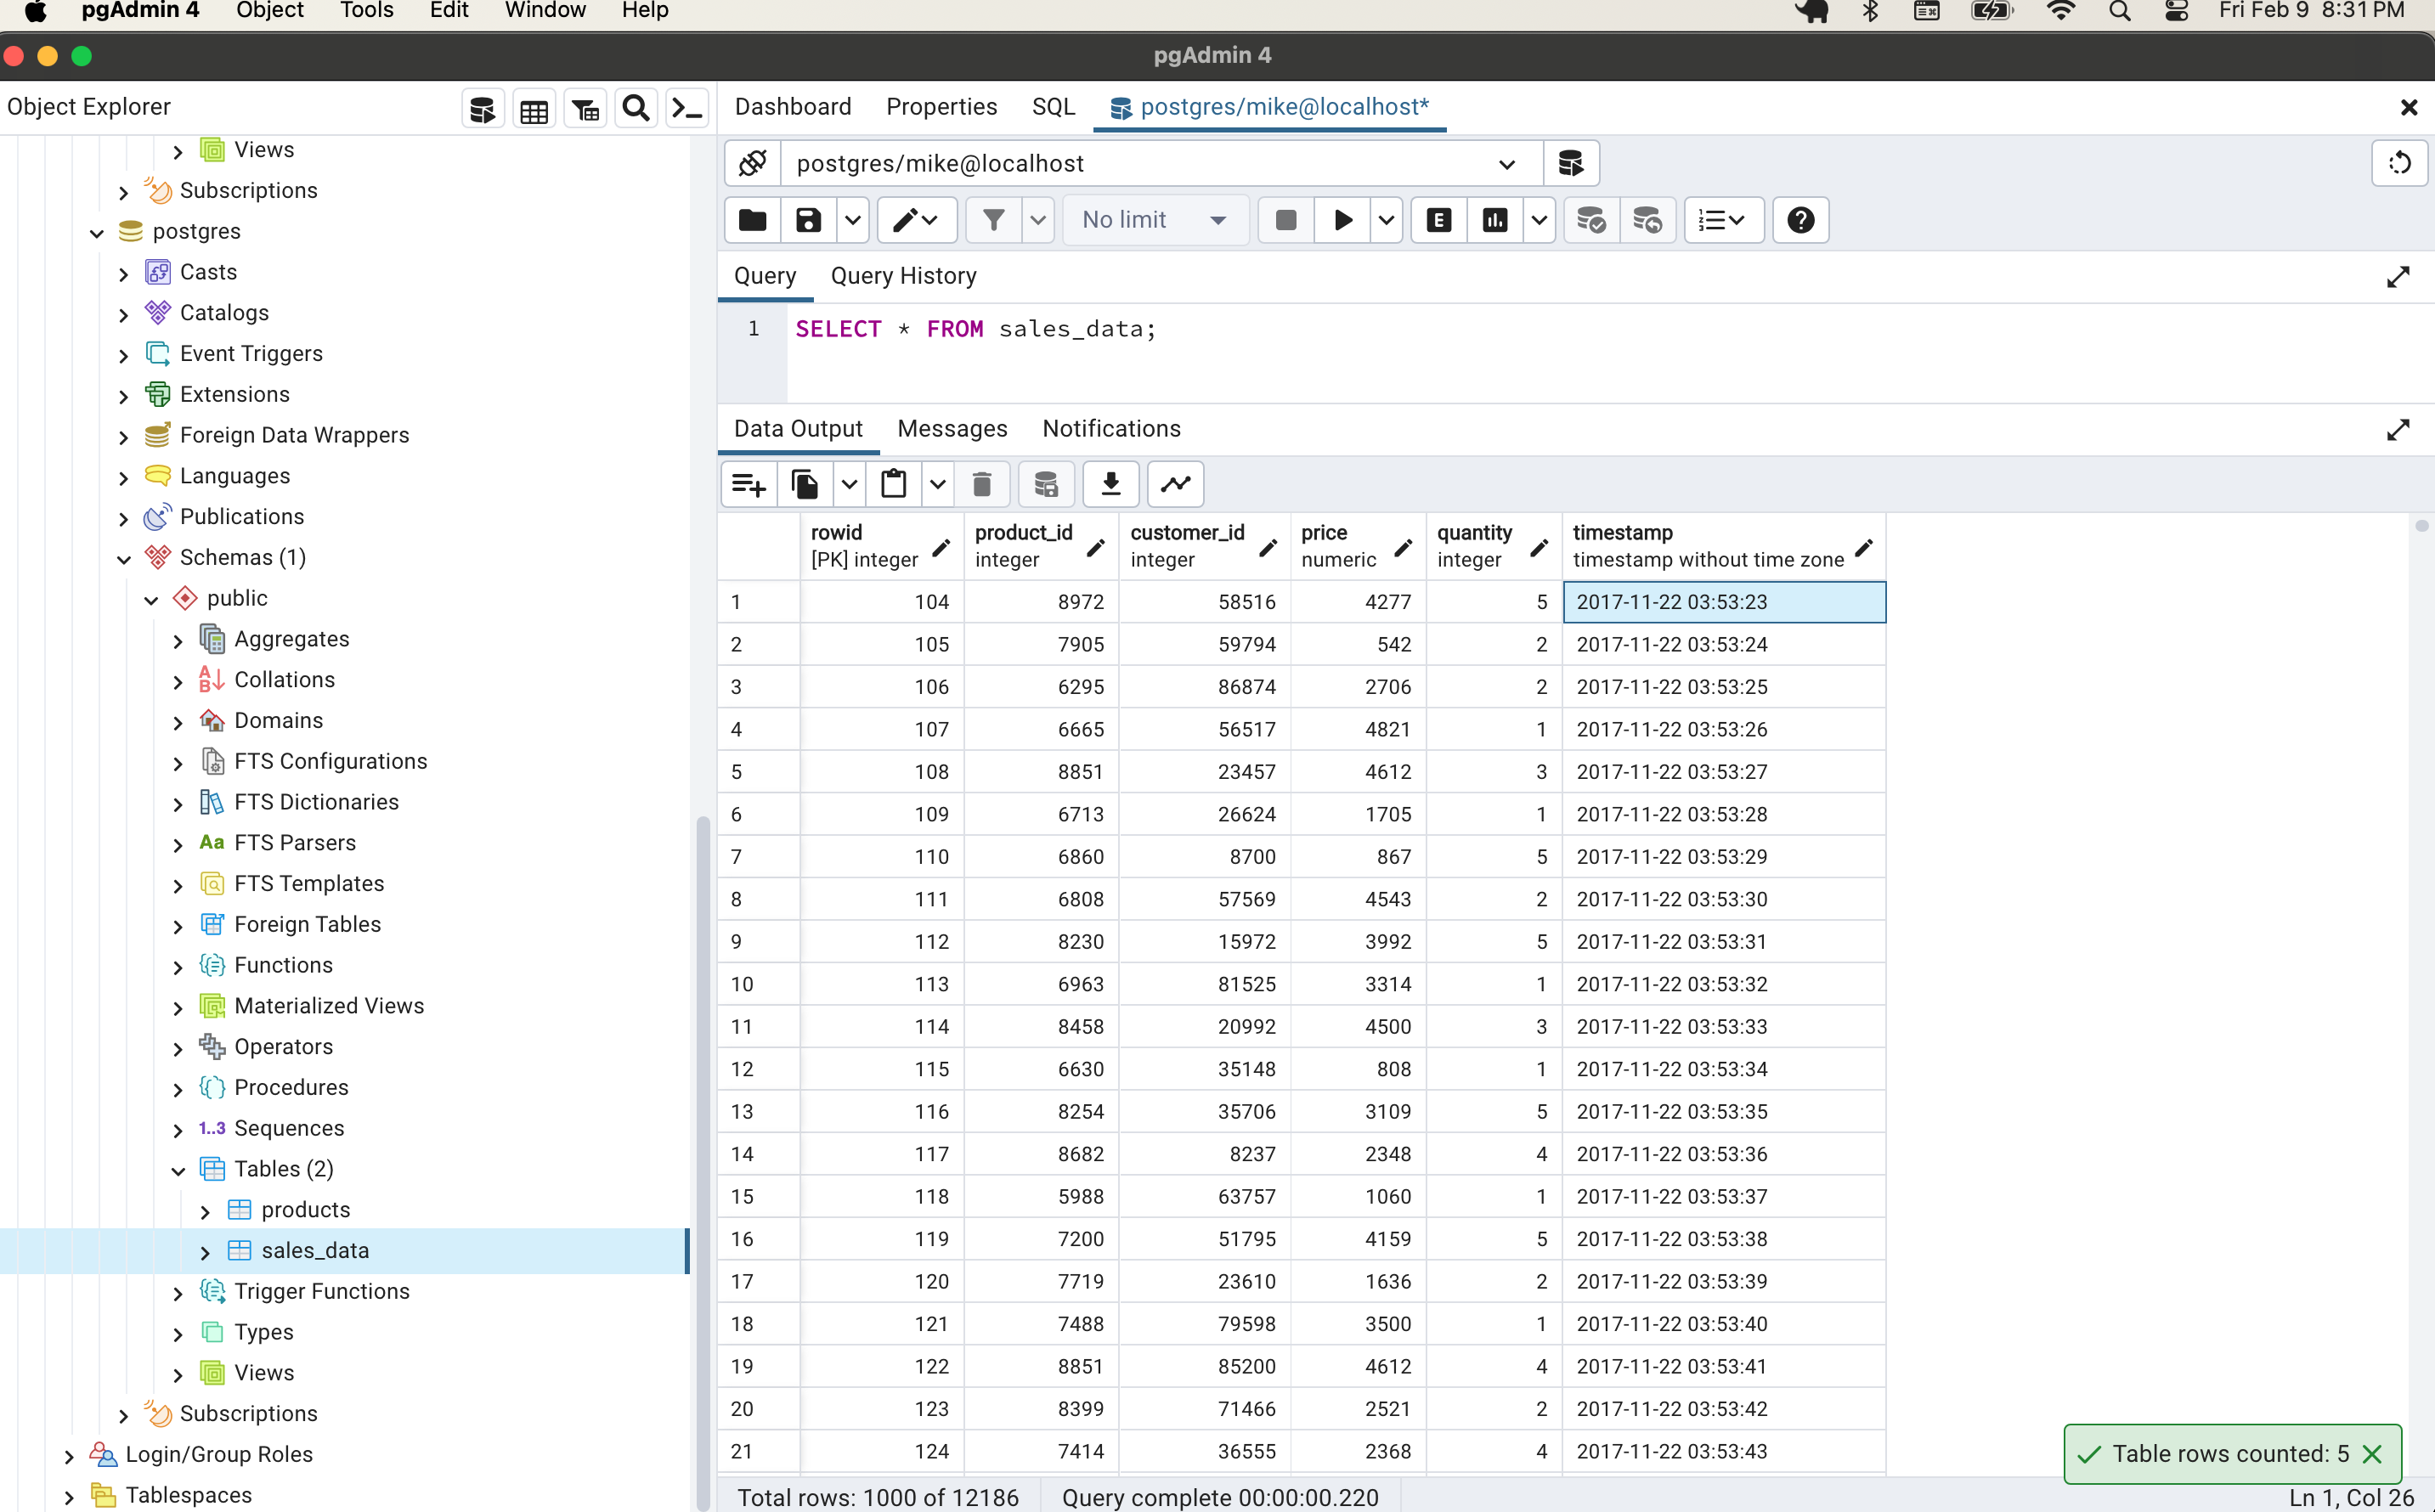 pgAdmin 4 Object Tools Edit Window Help Fri Feb 9 8:31 PM
pgAdmin 4
Object Explorer
Views
Subscriptions
postgres
Casts
Catalogs
Event Triggers
Extensions
Foreign Data Wrappers
Languages
Publications
Schemas (1)
public
Aggregates
Collations
Domains
FTS Configurations
FTS Dictionaries
Aa FTS Parsers
FTS Templates
Foreign Tables
Functions
Materialized Views
Operators
Procedures
1..3 Sequences
Tables (2)
products
sales_data
Trigger Functions
Types
Views
Subscriptions
Login/Group Roles
Tablespaces
Dashboard Properties SQL postgres/mike@localhost*
postgres/mike@localhost
No limit E
Query Query History
1 SELECT * FROM sales_data;
Data Output Messages Notifications
rowid product_id customer_id price quantity timestamp
[PK] integer integer integer numeric integer timestamp without time zone
1 104 8972 58516 4277 5 2017-11-22 03:53:23
2 105 7905 59794 542 2 2017-11-22 03:53:24
3 106 6295 86874 2706 2 2017-11-22 03:53:25
4 107 6665 56517 4821 1 2017-11-22 03:53:26
5 108 8851 23457 4612 3 2017-11-22 03:53:27
6 109 6713 26624 1705 1 2017-11-22 03:53:28
7 110 6860 8700 867 5 2017-11-22 03:53:29
8 111 6808 57569 4543 2 2017-11-22 03:53:30
9 112 8230 15972 3992 5 2017-11-22 03:53:31
10 113 6963 81525 3314 1 2017-11-22 03:53:32
11 114 8458 20992 4500 3 2017-11-22 03:53:33
12 115 6630 35148 808 1 2017-11-22 03:53:34
13 116 8254 35706 3109 5 2017-11-22 03:53:35
14 117 8682 8237 2348 4 2017-11-22 03:53:36
15 118 5988 63757 1060 1 2017-11-22 03:53:37
16 119 7200 51795 4159 5 2017-11-22 03:53:38
17 120 7719 23610 1636 2 2017-11-22 03:53:39
18 121 7488 79598 3500 1 2017-11-22 03:53:40
19 122 8851 85200 4612 4 2017-11-22 03:53:41
20 123 8399 71466 2521 2 2017-11-22 03:53:42
21 124 7414 36555 2368 4 2017-11-22 03:53:43
Table rows counted: 5
Total rows: 1000 of 12186 Query complete 00:00:00.220 Ln 1, Col 26